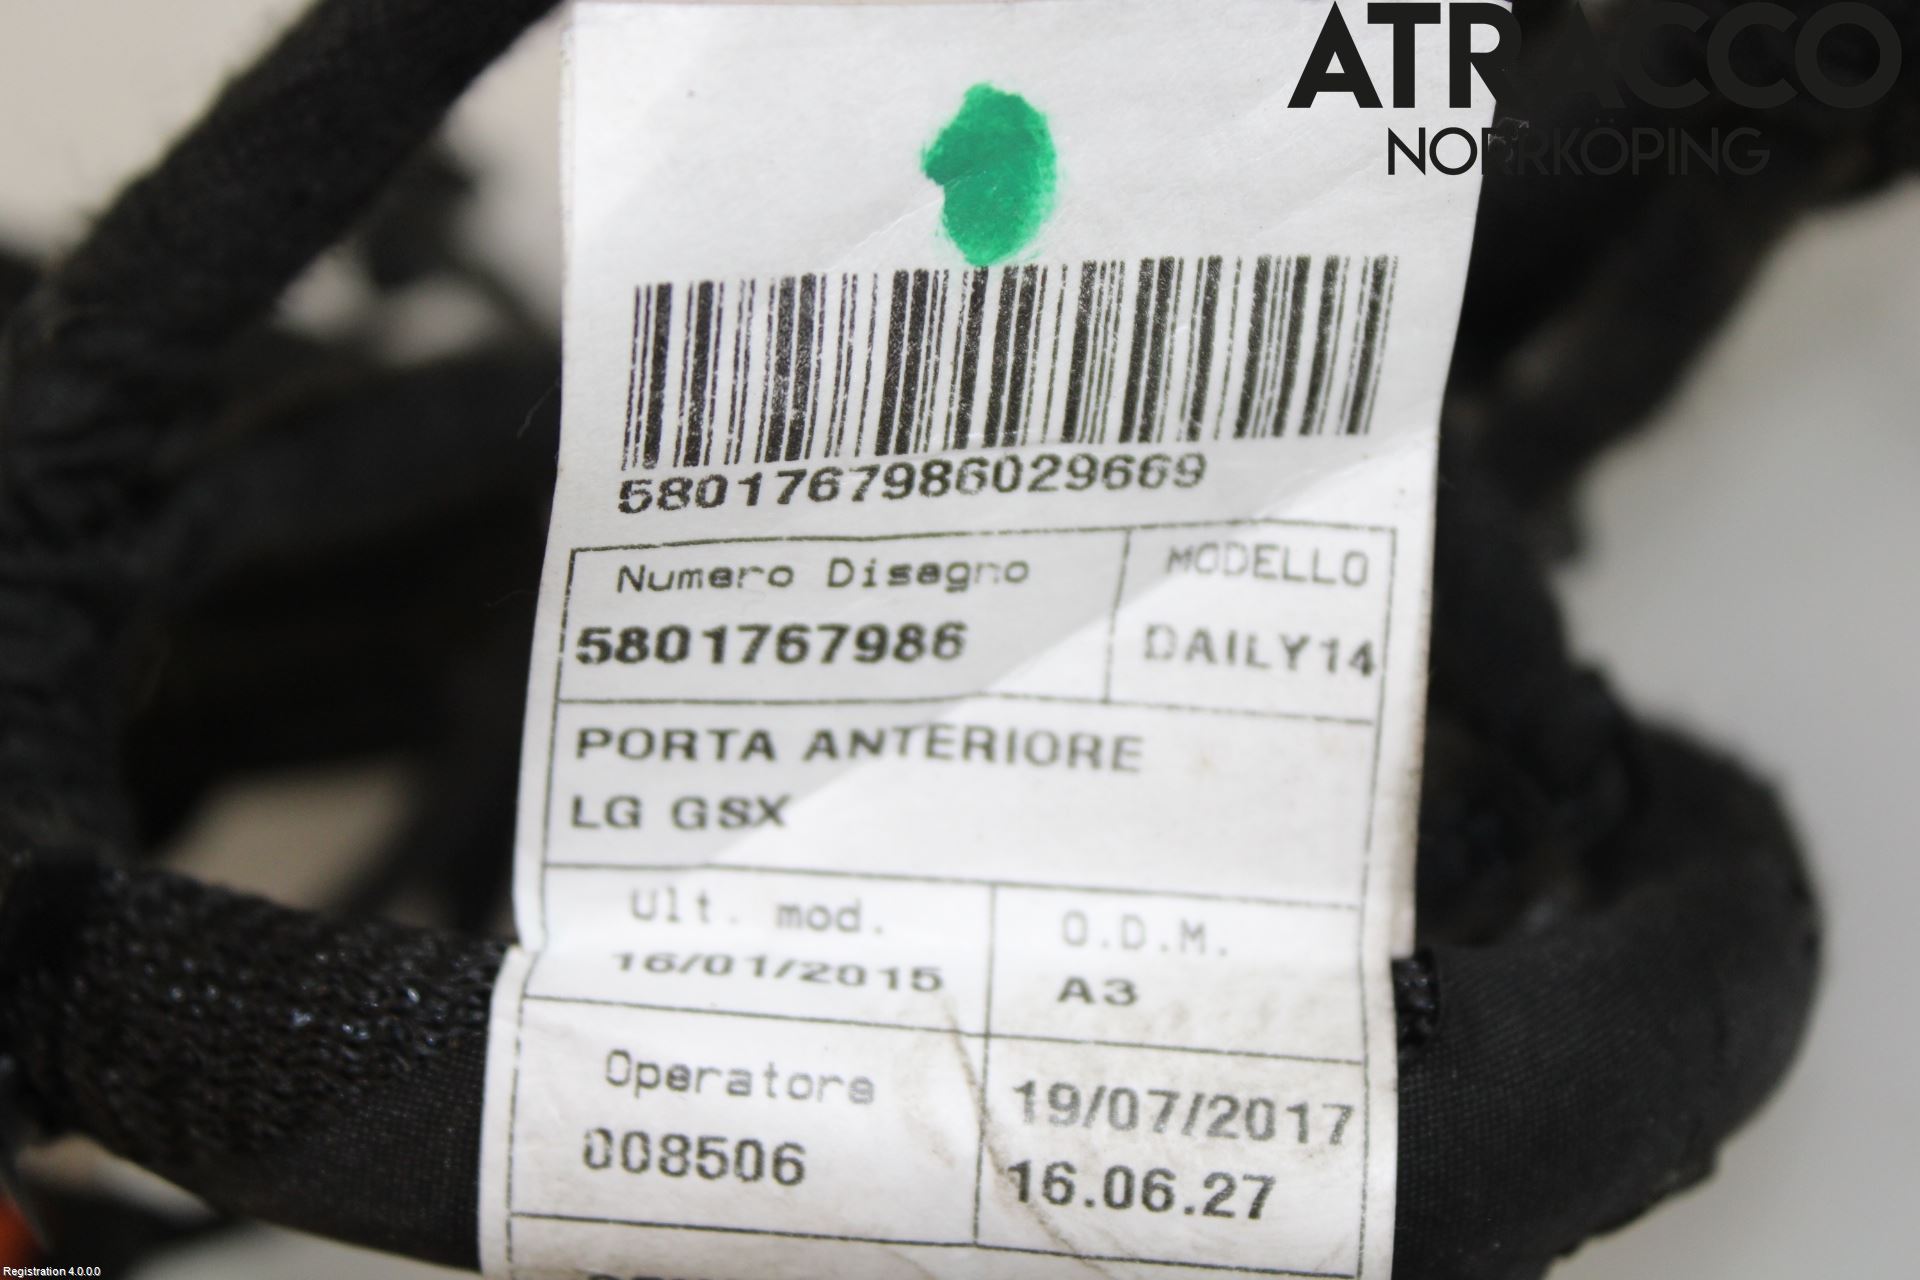 ATRACCO
NORRKÖPING
5801767986029669
Numero Disegno
MODELLO
5801767986
DAILY14
PORTA ANTERIORE
LG GSX
Ult. mod.
O.D.M.
16/01/2015
A3
Operatore
19/07/2017
008506
16.06.27
Registration 4.0.0.0